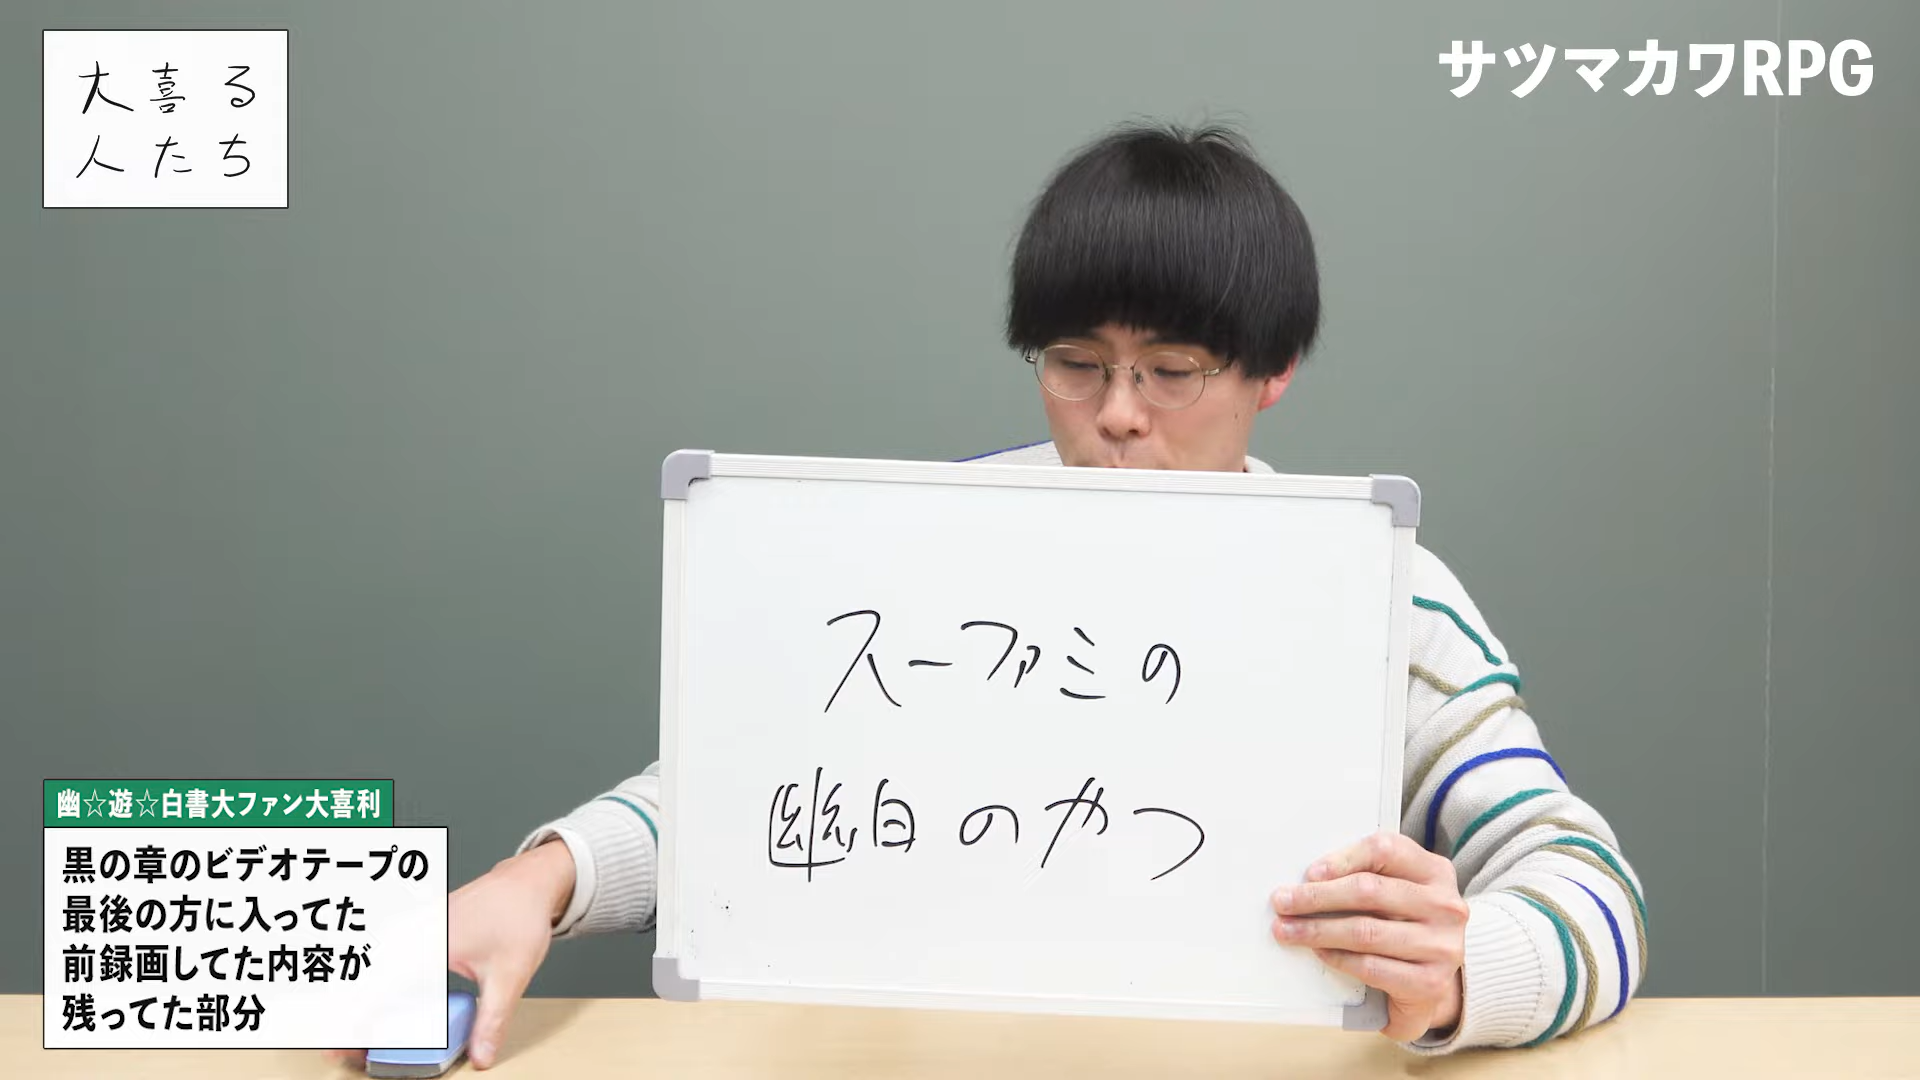 大喜る
人たち
サツマカワRPG
スーファミの
幽白のやつ
幽☆遊☆白書大ファン大喜利
黒の章のビデオテープの
最後の方に入ってた
前録画してた内容が
残ってた部分